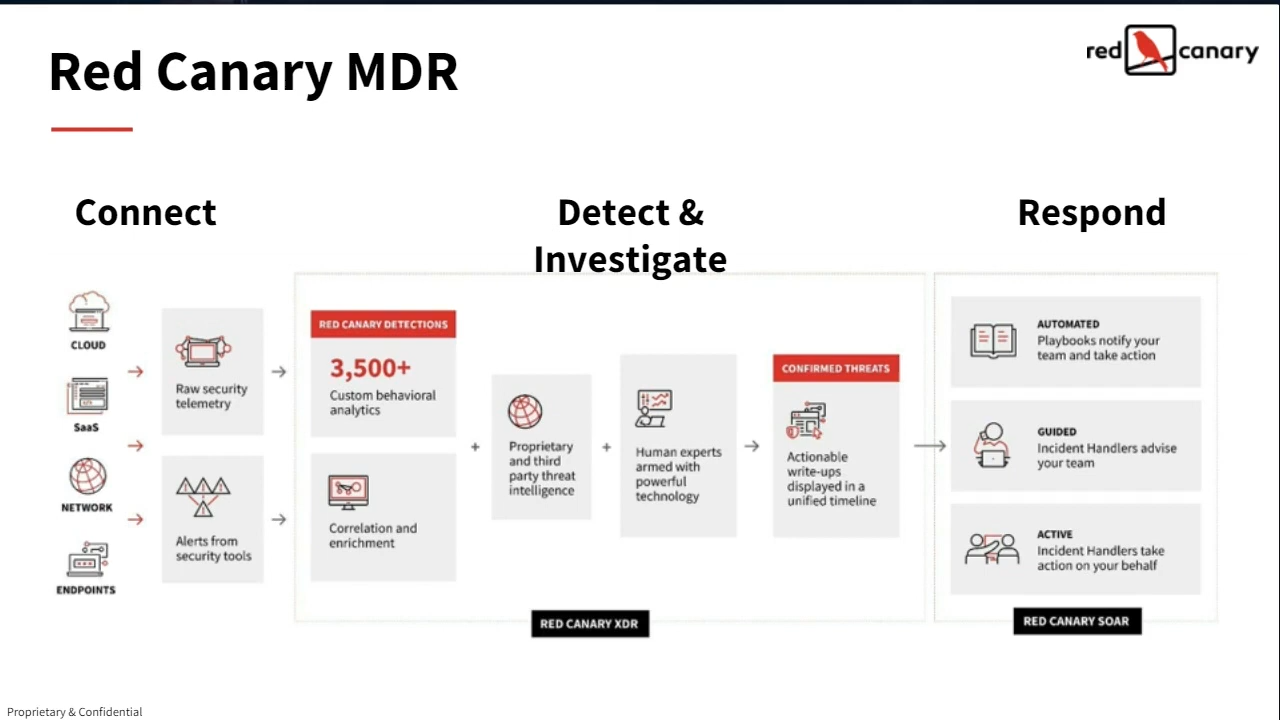 Red Canary MDR
red canary
Connect
Detect &
Investigate
Respond
CLOUD
SaaS
NETWORK
ENDPOINTS
Raw security
telemetry
Alerts from
security tools
RED CANARY DETECTIONS
3,500+
Custom behavioral
analytics
Correlation and
enrichment
+
Proprietary
and third
party threat
intelligence
+
Human experts
armed with
powerful
technology
CONFIRMED THREATS
Actionable
write-ups
displayed in a
unified timeline
RED CANARY XDR
AUTOMATED
Playbooks notify your
team and take action
GUIDED
Incident Handlers advise
your team
ACTIVE
Incident Handlers take
action on your behalf
RED CANARY SOAR
Proprietary & Confidential